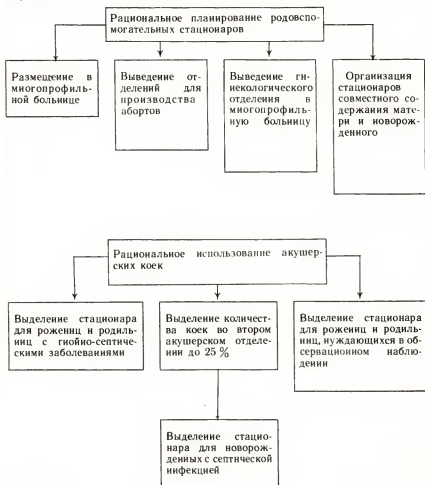 Рациональное планирование родовспо-
могательных стационаров
Размещение в
многопрофиль-
ной больнице
Выведение от-
делений для
производства
абортов
Выведение ги-
некологического
отделения в
многопрофиль-
ную больницу
Организация
стационаров
совместного со-
держания мате-
ри и новорож-
денного
Рациональное использование акушер-
ских коек
Выделение стационара
для рожениц и родиль-
ниц с гнойно-септиче-
скими заболеваниями
Выделение количест-
ва коек во втором
акушерском отделе-
нии до 25 %
Выделение стационара
для рожениц и родиль-
ниц, нуждающихся в об-
сервационном наблю-
дении
Выделение стацио-
нара для новорож-
денных с септической
инфекцией